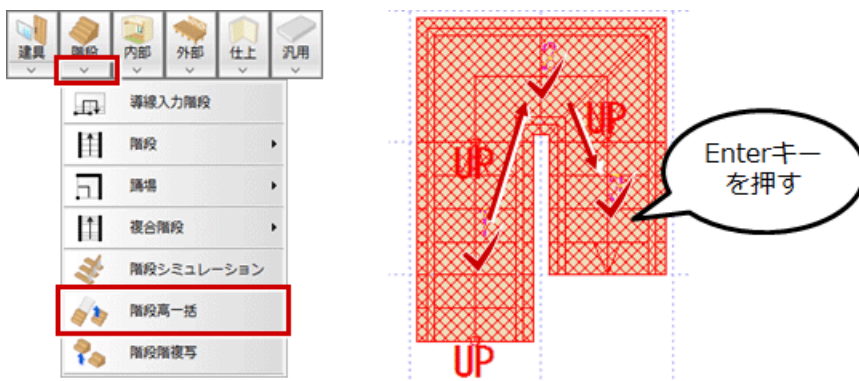 建具
階段
内部
外部
仕上
汎用
導線入力階段
階段
踊場
複合階段
階段シミュレーション
階段高一括
階段階複写
UP
UP
UP
Enterキー
を押す